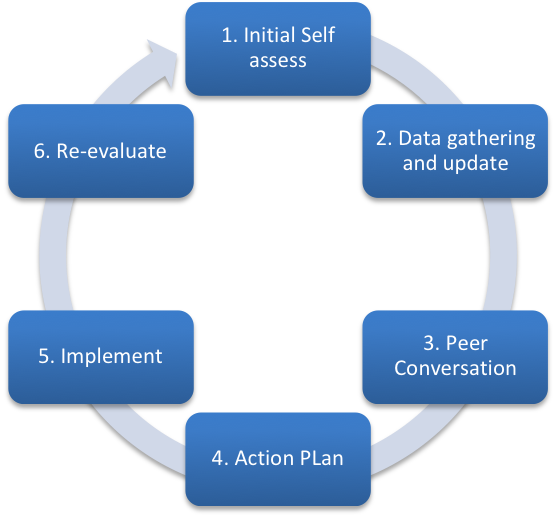 1. Initial Self
assess
2. Data gathering
and update
3. Peer
Conversation
4. Action PLan
5. Implement
6. Re-evaluate